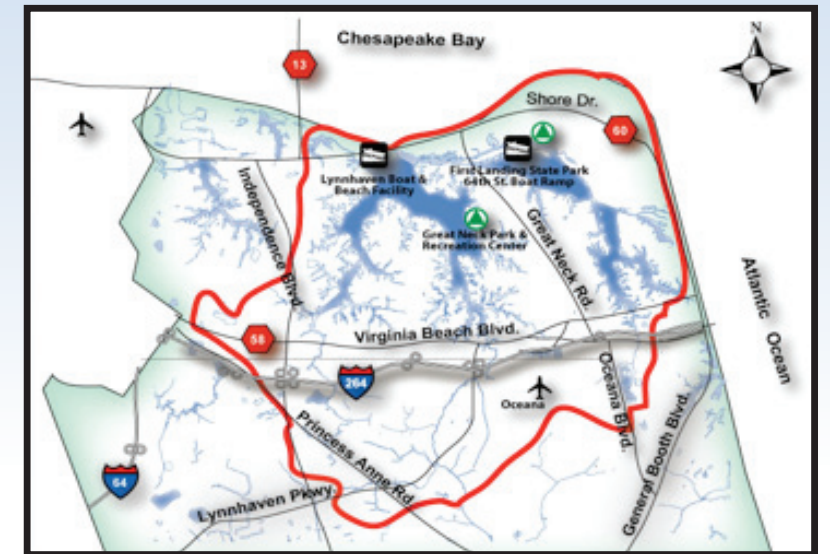 Chesapeake Bay
N
13
Shore Dr.
60
Lynnhaven Boat &
Beach Facility
First Landing State Park
64th St. Boat Ramp
Independence Blvd.
Great Neck Park &
Recreation Center
Great Neck Rd.
Atlantic Ocean
58
Virginia Beach Blvd.
264
Oceana
Oceana Blvd.
Princess Anne Rd.
General Booth Blvd.
64
Lynnhaven Pkwy.